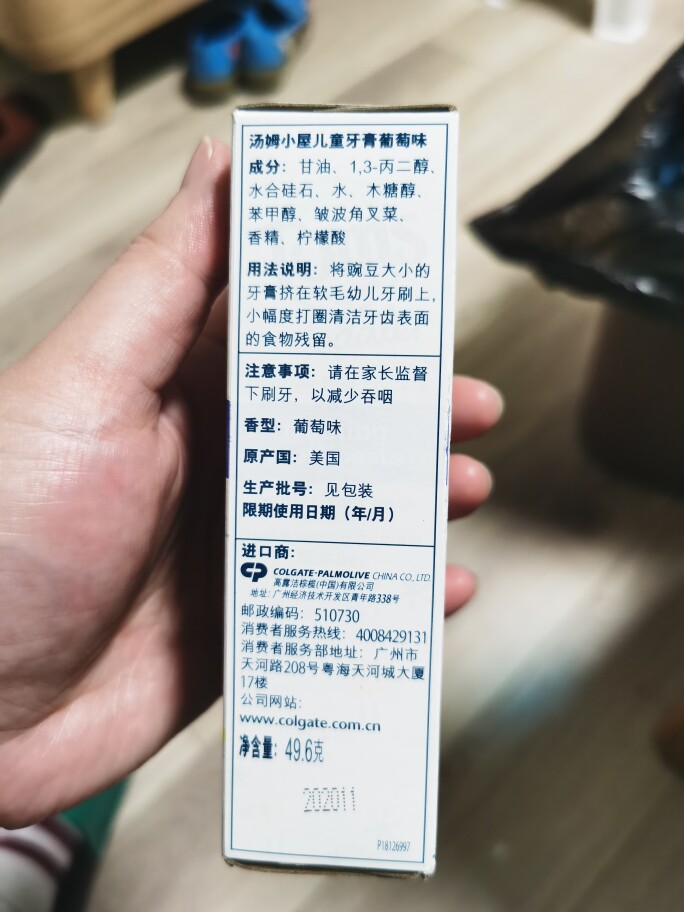 汤姆小屋儿童牙膏葡萄味
成分：甘油、1,3-丙二醇、
水合硅石、水、木糖醇、
苯甲醇、皱波角叉菜、
香精、柠檬酸
用法说明：将豌豆大小的
牙膏挤在软毛幼儿牙刷上，
小幅度打圈清洁牙齿表面
的食物残留。
注意事项：请在家长监督
下刷牙，以减少吞咽
香型：葡萄味
原产国：美国
生产批号：见包装
限期使用日期（年/月）
进口商：
CP COLGATE-PALMOLIVE CHINA CO., LTD.
高露洁棕榄(中国)有限公司
地址：广州经济技术开发区青年路338号
邮政编码：510730
消费者服务热线：4008429131
消费者服务部地址：广州市
天河路208号粤海天河城大厦
17楼
公司网站：
www.colgate.com.cn
净含量：49.6克
202011
P18126997